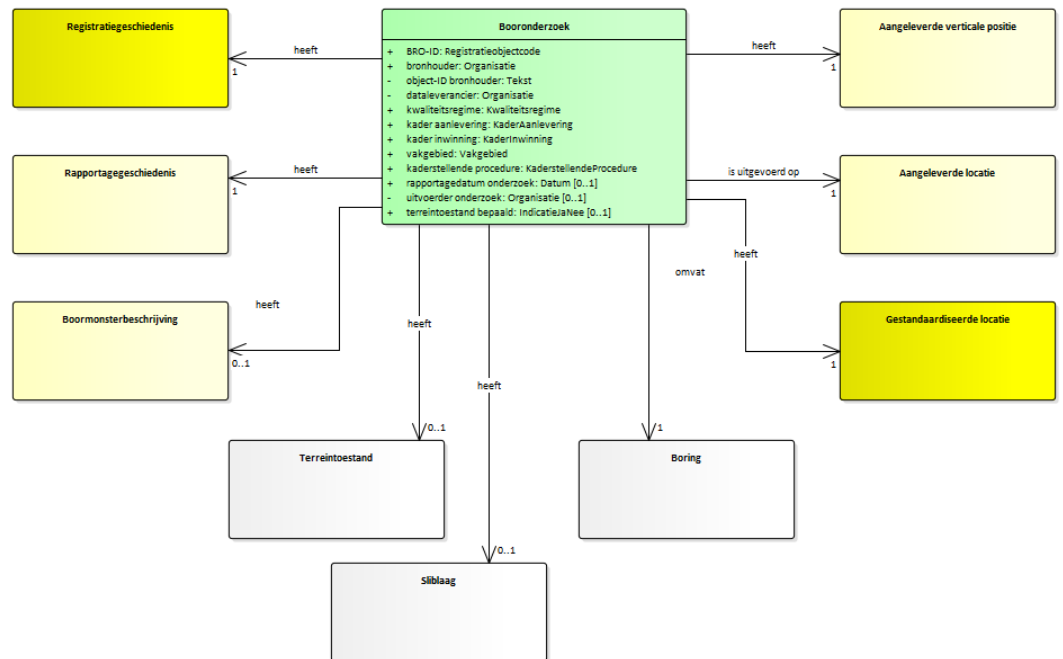 Registratiegeschiedenis
Booronderzoek
Aangeleverde verticale positie
+ BRO-ID: Registratieobjectcode
+ bronhouder: Organisatie
- object-ID bronhouder: Tekst
- dataleverancier: Organisatie
+ kwaliteitsregime: Kwaliteitsregime
+ kader aanlevering: KaderAanlevering
+ kader inwinning: KaderInwinning
+ vakgebied: Vakgebied
+ kaderstellende procedure: KaderstellendeProcedure
+ rapportagedatum onderzoek: Datum [0..1]
- uitvoerder onderzoek: Organisatie [0..1]
+ terreintoestand bepaald: IndicatieJaNee [0..1]
heeft
1
heeft
1
Rapportagegeschiedenis
heeft
1
is uitgevoerd op
1
Aangeleverde locatie
Boormonsterbeschrijving
heeft
0..1
heeft
omvat
heeft
1
Gestandaardiseerde locatie
heeft
0..1
1
Terreintoestand
Boring
0..1
Sliblaag